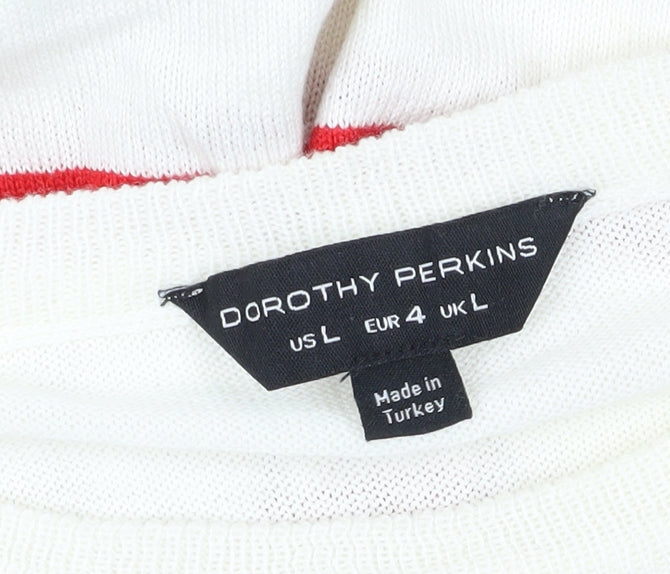 DOROTHY PERKINS
US L EUR 4 UK L
Made in
Turkey